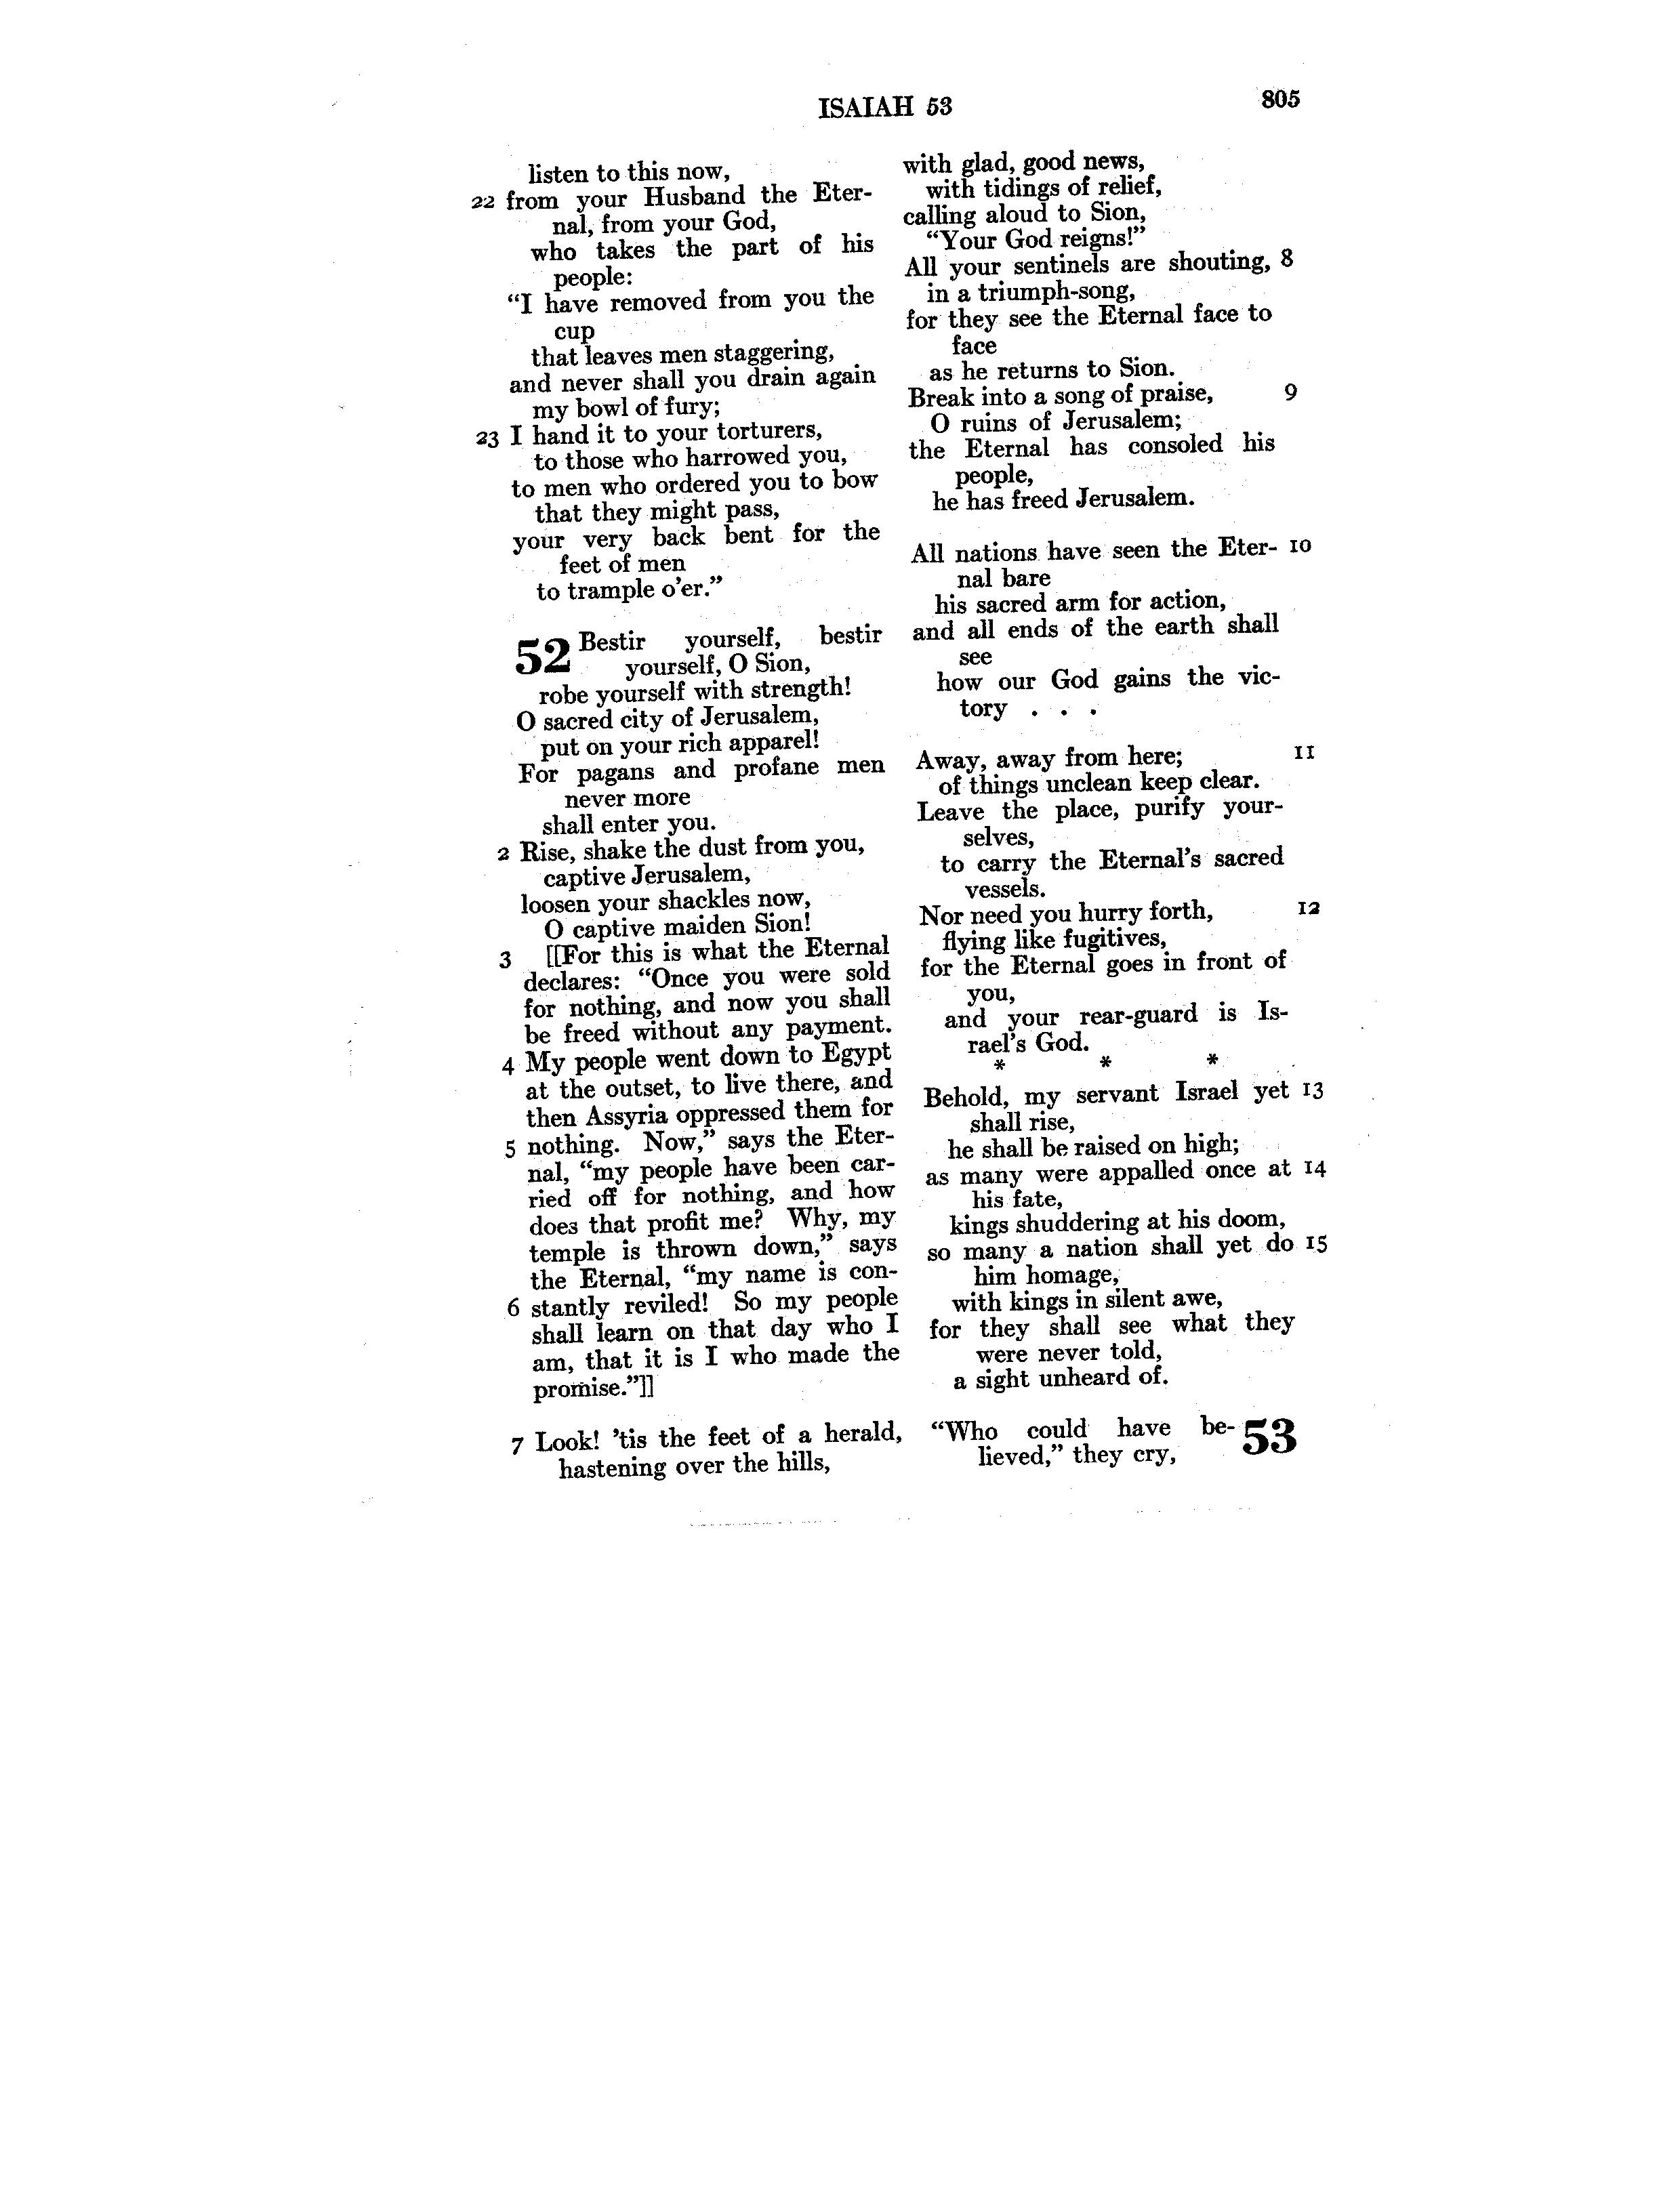 ISAIAH 53
805
listen to this now,
22 from your Husband the Eter-
nal, from your God,
who takes the part of his
people:
“I have removed from you the
cup
that leaves men staggering,
and never shall you drain again
my bowl of fury;
23 I hand it to your torturers,
to those who harrowed you,
to men who ordered you to bow
that they might pass,
your very back bent for the
feet of men
to trample o’er.”
52 Bestir yourself, bestir
yourself, O Sion,
robe yourself with strength!
O sacred city of Jerusalem,
put on your rich apparel!
For pagans and profane men
never more
shall enter you.
2 Rise, shake the dust from you,
captive Jerusalem,
loosen your shackles now,
O captive maiden Sion!
3 [[For this is what the Eternal
declares: “Once you were sold
for nothing, and now you shall
be freed without any payment.
4 My people went down to Egypt
at the outset, to live there, and
then Assyria oppressed them for
5 nothing. Now,” says the Eter-
nal, “my people have been car-
ried off for nothing, and how
does that profit me? Why, my
temple is thrown down,” says
the Eternal, “my name is con-
6 stantly reviled! So my people
shall learn on that day who I
am, that it is I who made the
promise.”]]
7 Look! ’tis the feet of a herald,
hastening over the hills,
with glad, good news,
with tidings of relief,
calling aloud to Sion,
“Your God reigns!”
All your sentinels are shouting, 8
in a triumph-song,
for they see the Eternal face to
face
as he returns to Sion.
Break into a song of praise, 9
O ruins of Jerusalem;
the Eternal has consoled his
people,
he has freed Jerusalem.
All nations have seen the Eter- 10
nal bare
his sacred arm for action,
and all ends of the earth shall
see
how our God gains the vic-
tory . . .
Away, away from here; 11
of things unclean keep clear.
Leave the place, purify your-
selves,
to carry the Eternal’s sacred
vessels.
Nor need you hurry forth, 12
flying like fugitives,
for the Eternal goes in front of
you,
and your rear-guard is Is-
rael’s God.
* * *
Behold, my servant Israel yet 13
shall rise,
he shall be raised on high;
as many were appalled once at 14
his fate,
kings shuddering at his doom,
so many a nation shall yet do 15
him homage,
with kings in silent awe,
for they shall see what they
were never told,
a sight unheard of.
“Who could have be- 53
lieved,” they cry,